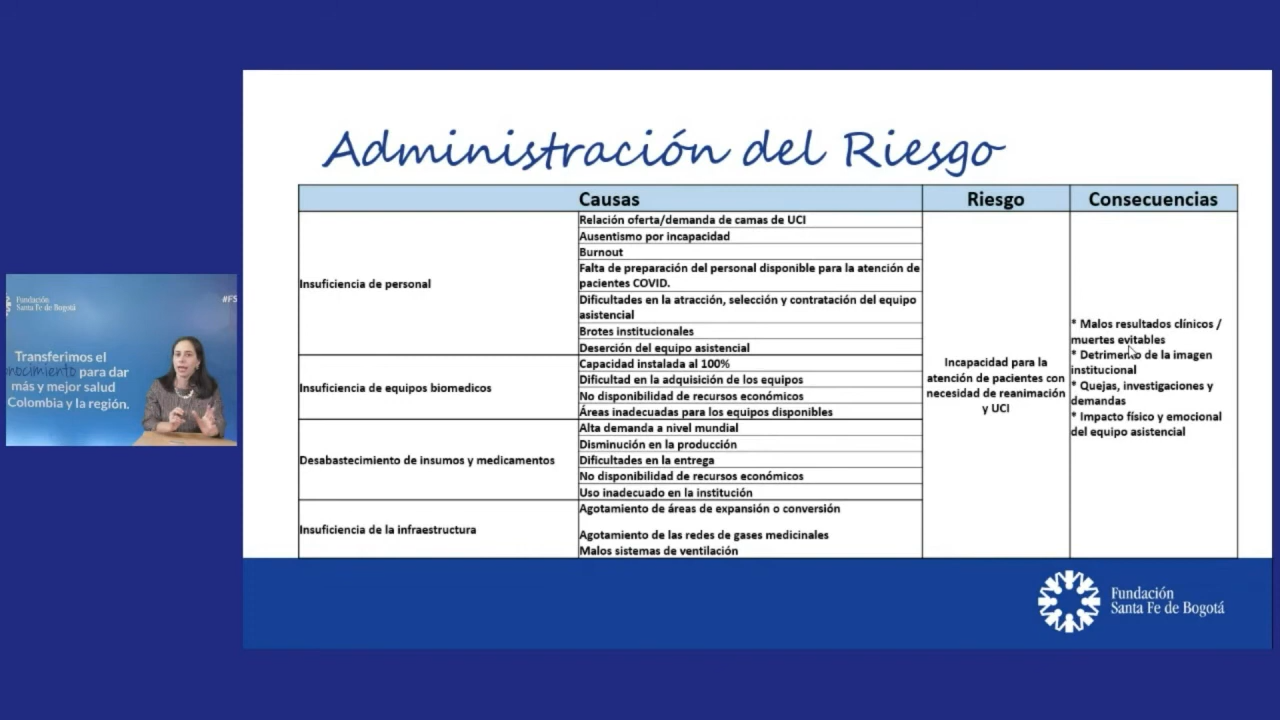 Administración del Riesgo
Causas
Riesgo
Consecuencias
Insuficiencia de personal
Relación oferta/demanda de camas de UCI
Ausentismo por incapacidad
Burnout
Falta de preparación del personal disponible para la atención de
pacientes COVID.
Dificultades en la atracción, selección y contratación del equipo
asistencial
Brotes institucionales
Deserción del equipo asistencial
Insuficiencia de equipos biomedicos
Capacidad instalada al 100%
Dificultad en la adquisición de los equipos
No disponibilidad de recursos económicos
Áreas inadecuadas para los equipos disponibles
Desabastecimiento de insumos y medicamentos
Alta demanda a nivel mundial
Disminución en la producción
Dificultades en la entrega
No disponibilidad de recursos económicos
Uso inadecuado en la institución
Insuficiencia de la infraestructura
Agotamiento de áreas de expansión o conversión
Agotamiento de las redes de gases medicinales
Malos sistemas de ventilación
Incapacidad para la
atención de pacientes con
necesidad de reanimación
y UCI
* Malos resultados clínicos /
muertes evitables
* Detrimento de la imagen
institucional
* Quejas, investigaciones y
demandas
* Impacto físico y emocional
del equipo asistencial
Fundación
Santa Fe de Bogotá
#FS
Transferimos el
nocimiento para dar
más y mejor salud
Colombia y la región.
Fundación
Santa Fe de Bogotá